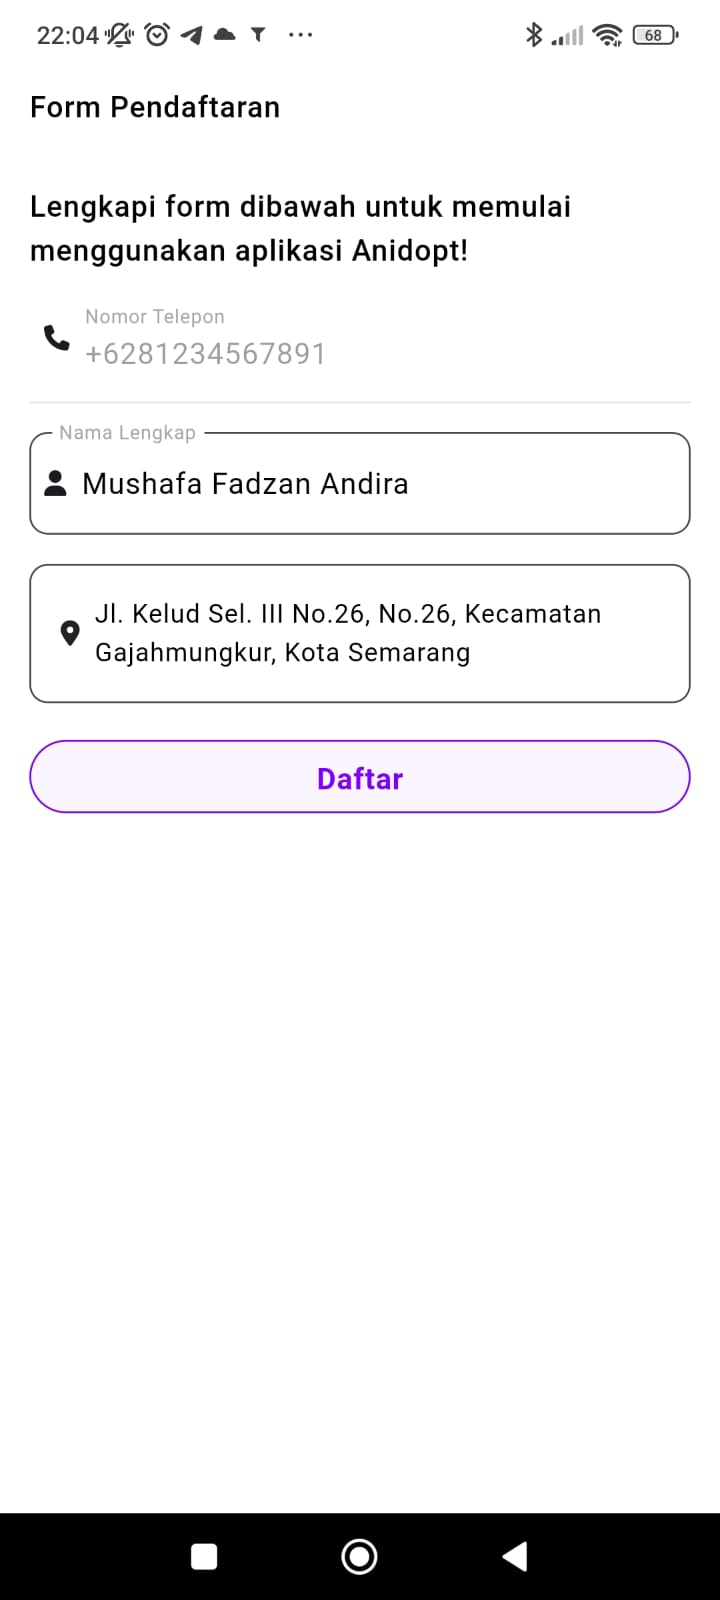 22:04
68
Form Pendaftaran
Lengkapi form dibawah untuk memulai
menggunakan aplikasi Anidopt!
Nomor Telepon
+6281234567891
Nama Lengkap
Mushafa Fadzan Andira
Jl. Kelud Sel. III No.26, No.26, Kecamatan
Gajahmungkur, Kota Semarang
Daftar